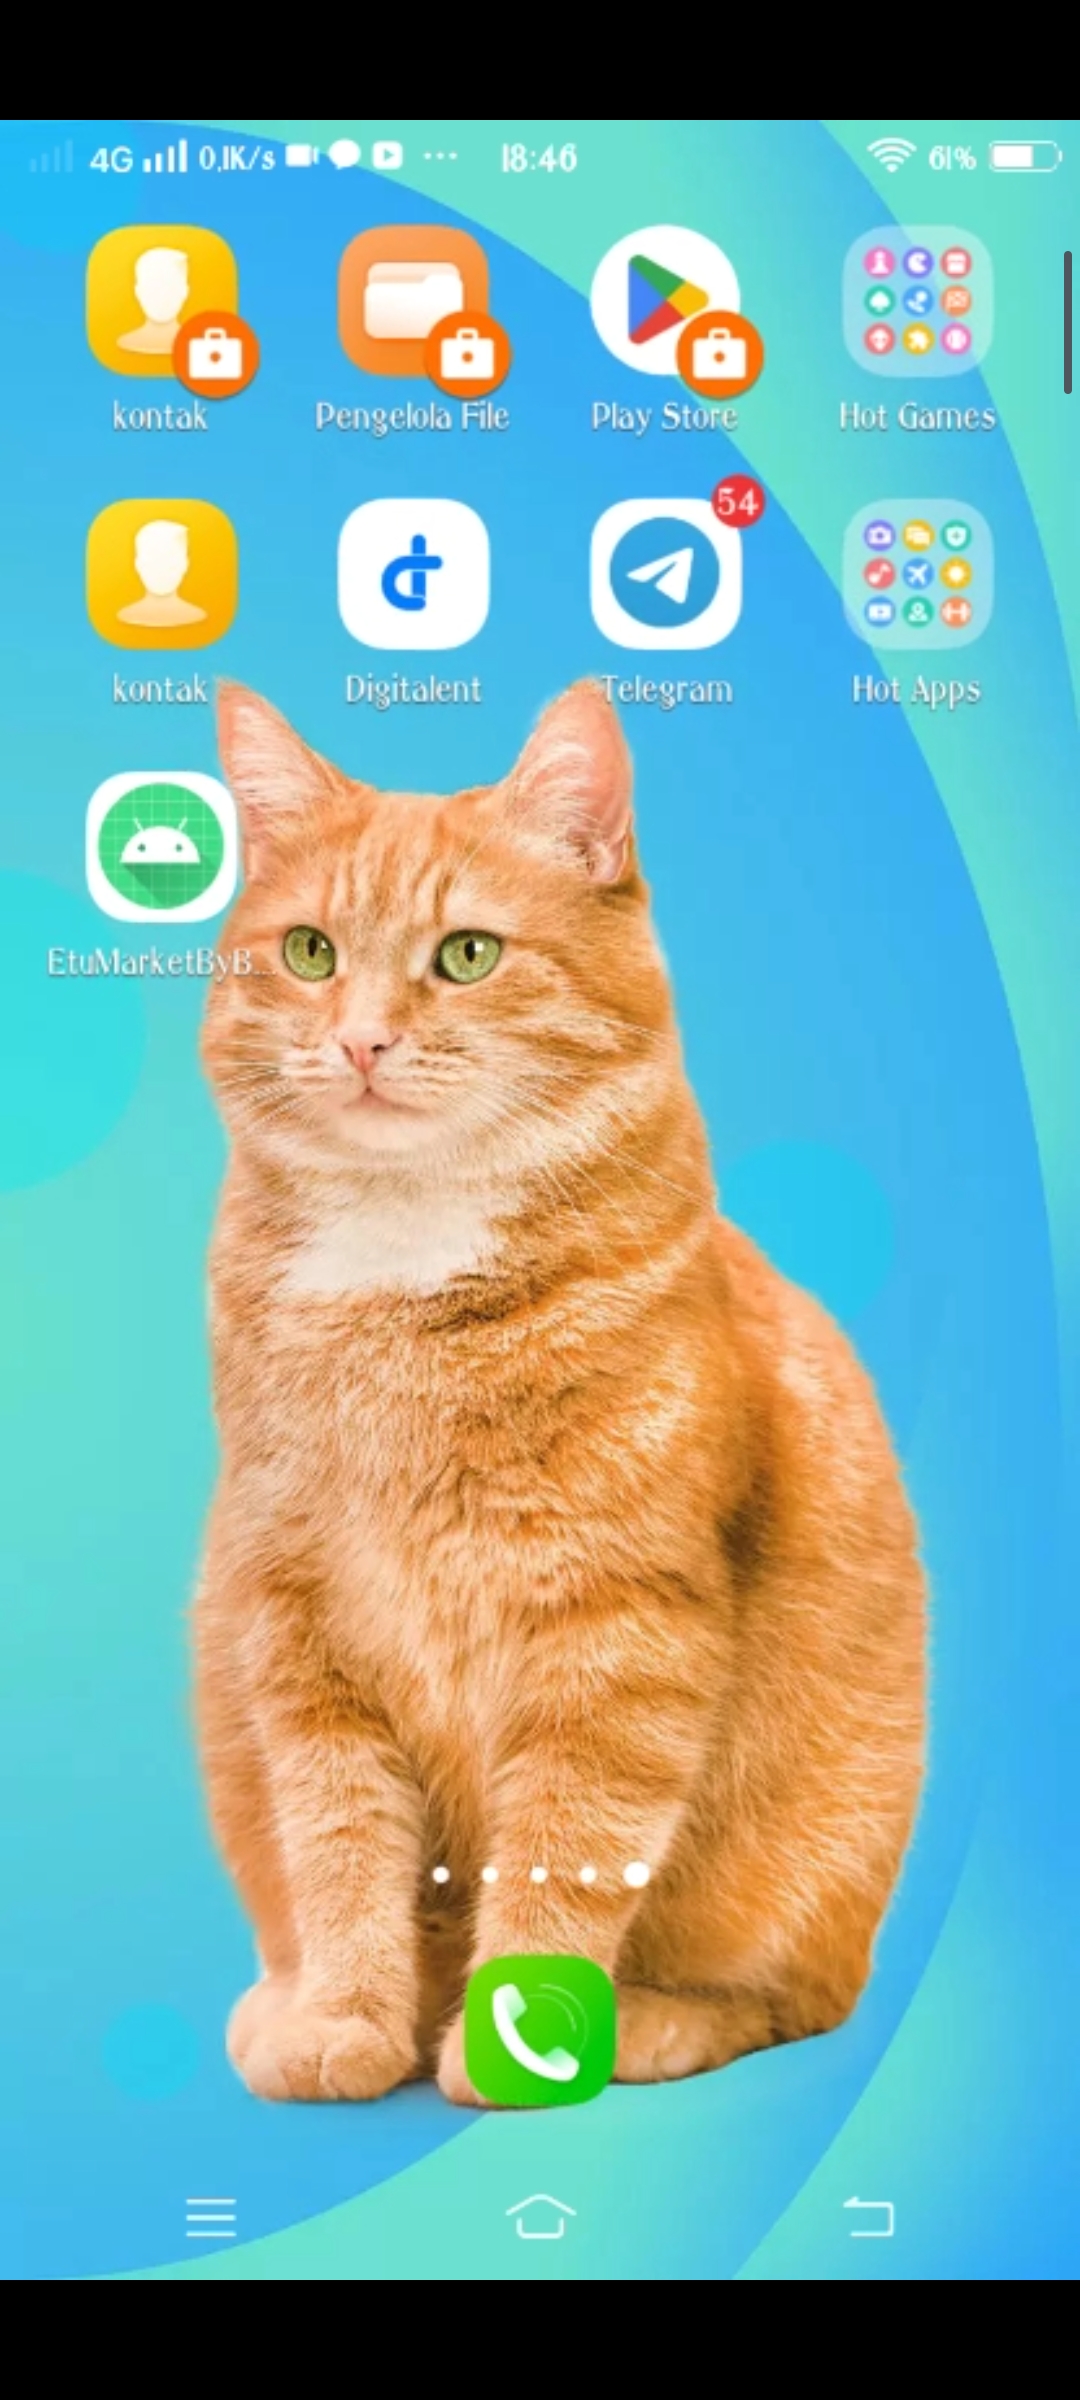 4G 0,1K/s ... 18:46 61%
kontak Pengelola File Play Store Hot Games
54
kontak Digitalent Telegram Hot Apps
EtuMarketByB...